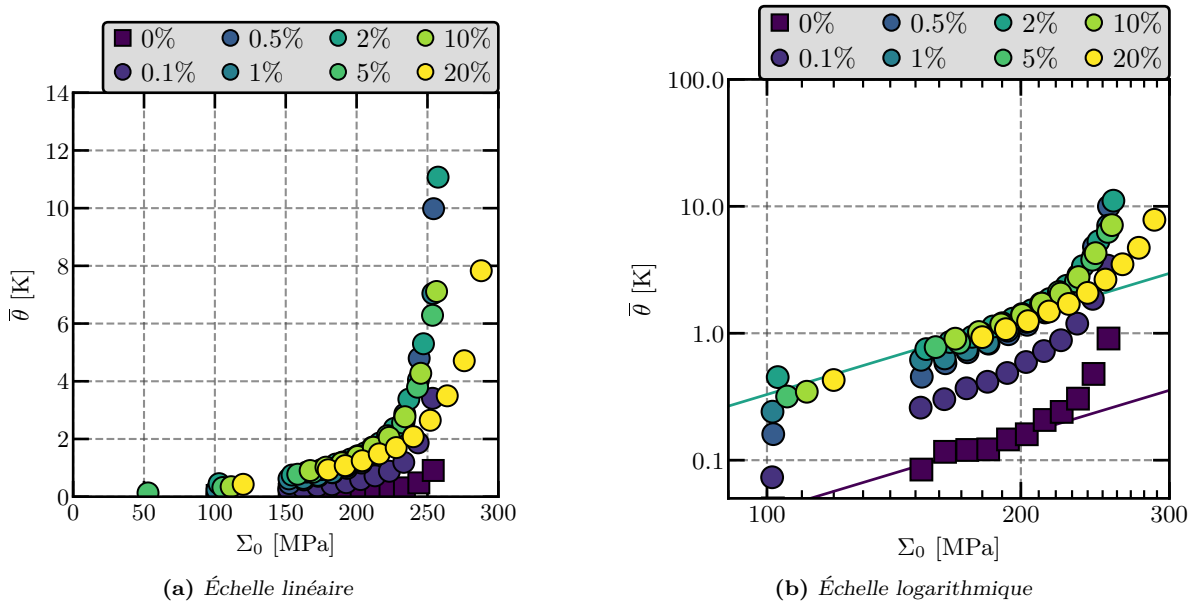 0% 0.5% 2% 10%
0.1% 1% 5% 20%
14
12
10
8
6
4
2
0
θ̅ [K]
0 50 100 150 200 250 300
Σ₀ [MPa]
(a) Échelle linéaire
0% 0.5% 2% 10%
0.1% 1% 5% 20%
100.0
10.0
1.0
0.1
θ̅ [K]
100 200 300
Σ₀ [MPa]
(b) Échelle logarithmique